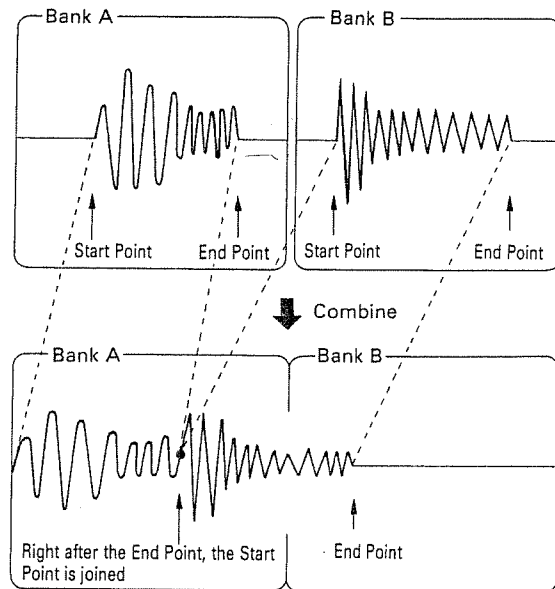 Bank A
Bank B
Start Point
End Point
Start Point
End Point
Combine
Bank A
Bank B
Right after the End Point, the Start
Point is joined
End Point